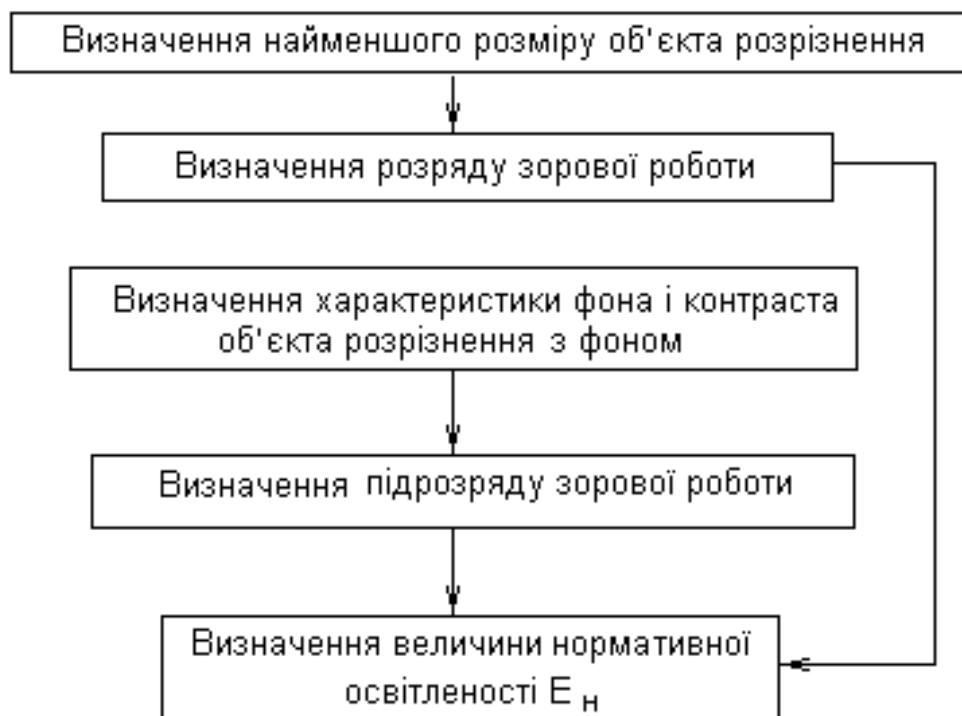 Визначення найменшого розміру об'єкта розрізнення
Визначення розряду зорової роботи
Визначення характеристики фона і контраста
об'єкта розрізнення з фоном
Визначення підрозряду зорової роботи
Визначення величини нормативної
освітленості Е н